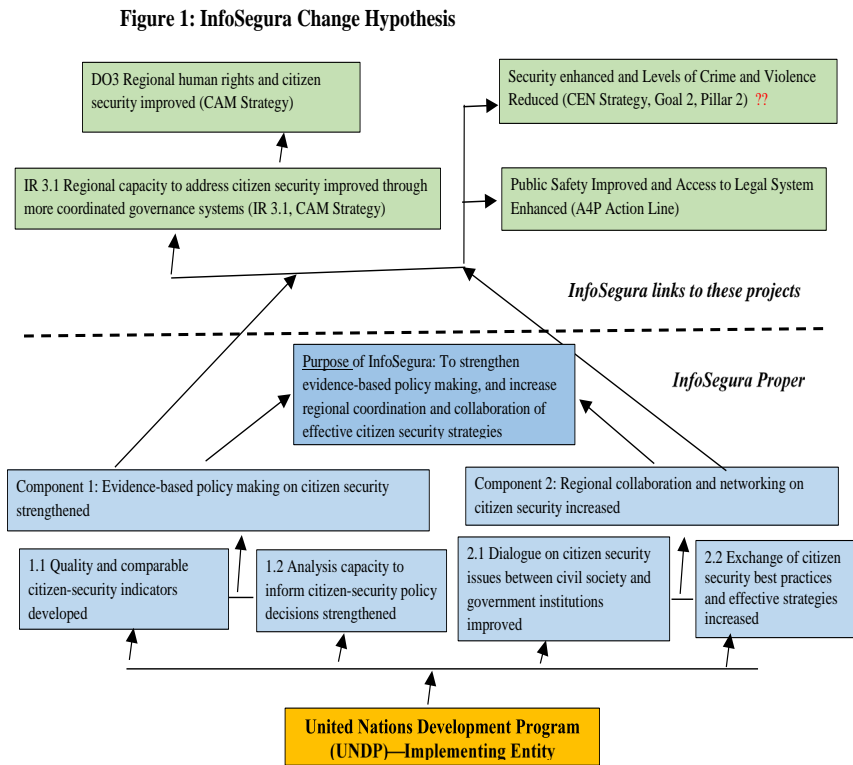 Figure 1: InfoSegura Change Hypothesis
DO3 Regional human rights and citizen
security improved (CAM Strategy)
Security enhanced and Levels of Crime and Violence
Reduced (CEN Strategy, Goal 2, Pillar 2) ??
IR 3.1 Regional capacity to address citizen security improved through
more coordinated governance systems (IR 3.1, CAM Strategy)
Public Safety Improved and Access to Legal System
Enhanced (A4P Action Line)
InfoSegura links to these projects
Purpose of InfoSegura: To strengthen
evidence-based policy making, and increase
regional coordination and collaboration of
effective citizen security strategies
InfoSegura Proper
Component 1: Evidence-based policy making on citizen security
strengthened
Component 2: Regional collaboration and networking on
citizen security increased
1.1 Quality and comparable
citizen-security indicators
developed
1.2 Analysis capacity to
inform citizen-security policy
decisions strengthened
2.1 Dialogue on citizen security
issues between civil society and
government institutions
improved
2.2 Exchange of citizen
security best practices
and effective strategies
increased
United Nations Development Program
(UNDP)—Implementing Entity